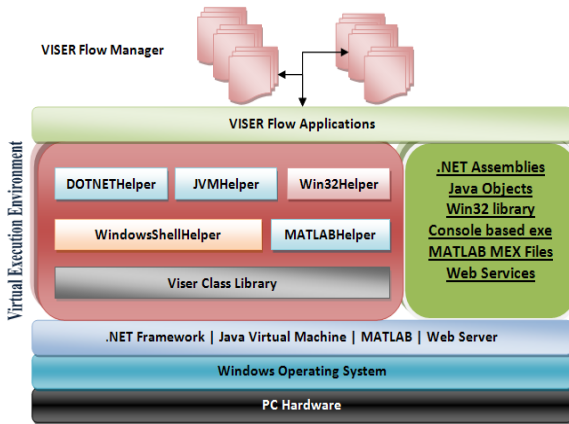 VISER Flow Manager
VISER Flow Applications
Virtual Execution Environment
DOTNETHelper
JVMHelper
Win32Helper
WindowsShellHelper
MATLABHelper
Viser Class Library
.NET Assemblies
Java Objects
Win32 library
Console based exe
MATLAB MEX Files
Web Services
.NET Framework | Java Virtual Machine | MATLAB | Web Server
Windows Operating System
PC Hardware